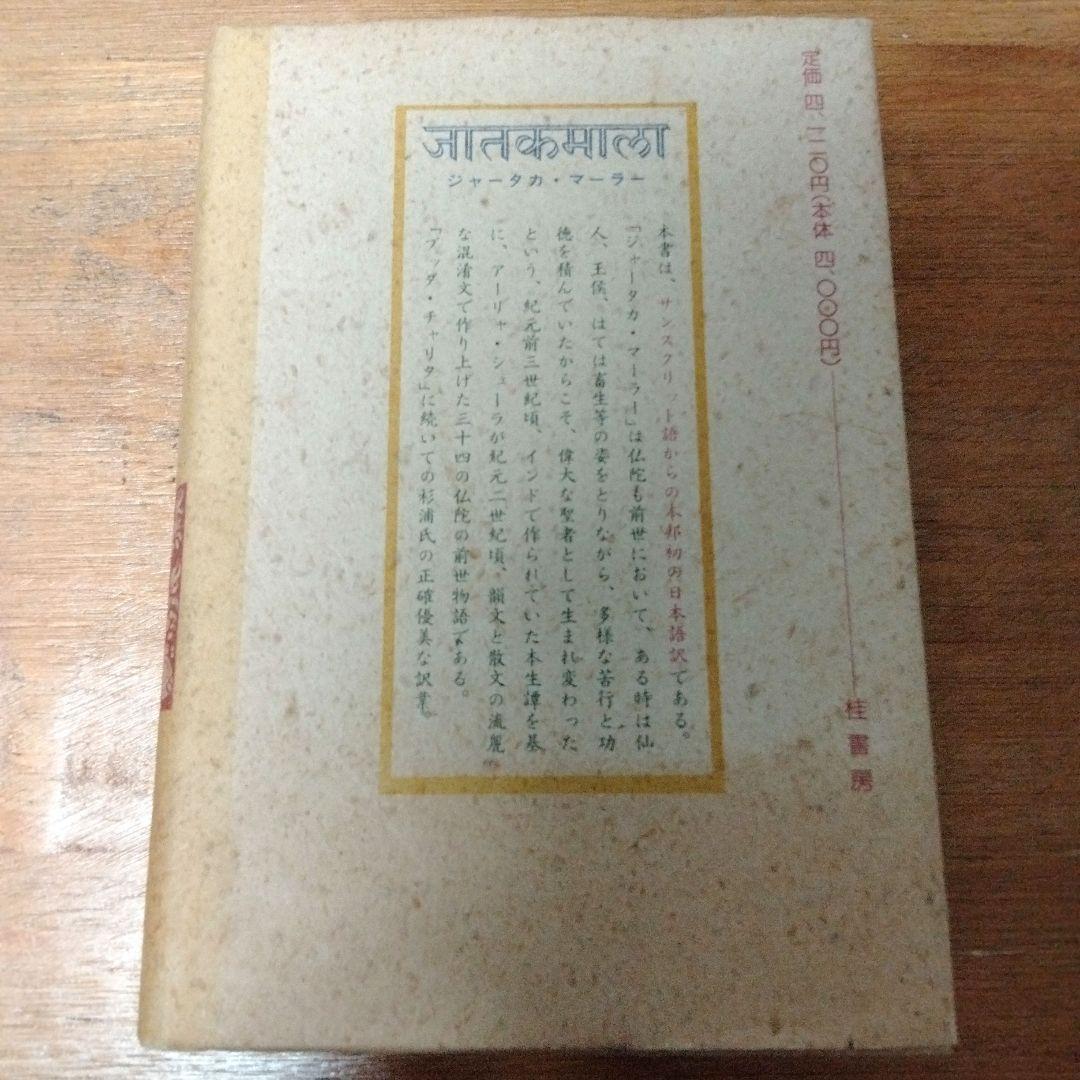 定価 四、一二〇円（本体 四、〇〇〇円）
桂書房
जातकमाला
ジャータカ・マーラー
本書は、サンスクリット語からの本邦初の日本語訳である。
『ジャータカ・マーラー』は仏陀も前世において、ある時は仙
人、王侯、はては畜生等の姿をとりながら、多様な苦行と功
徳を積んでいたからこそ、偉大な聖者として生まれ変わった
という、紀元前三世紀頃、インドで作られていた本生譚を基
に、アーリヤ・シューラが紀元二世紀頃、韻文と散文の流麗
な混淆文で作り上げた三十四の仏陀の前世物語である。
『ブッダ・チャリタ』に続いての杉浦氏の正確優美な訳業。